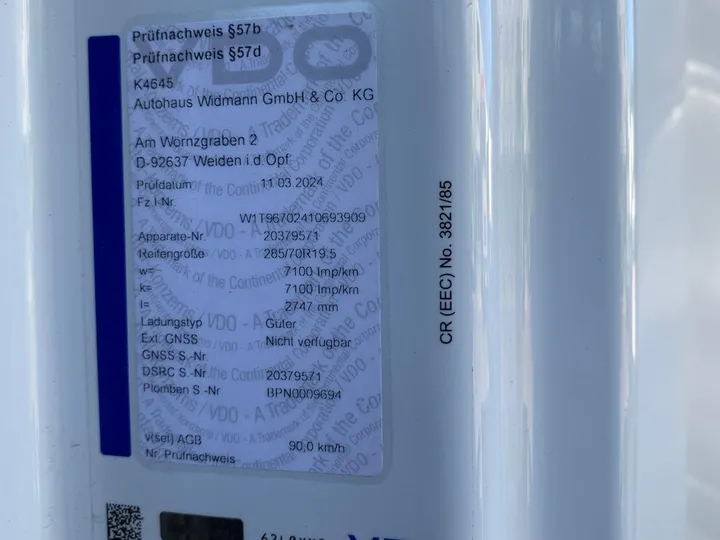 Prüfnachweis §57b
Prüfnachweis §57d
K4645
Autohaus Widmann GmbH & Co. KG
Am Wörnzgraben 2
D-92637 Weiden i.d.Opf
Prüfdatum 11.03.2024
Fz.I-Nr.
W1T96702410693909
Apparate-Nr. 20379571
Reifengröße 285/70R19.5
w= 7100 Imp/km
k= 7100 Imp/km
l= 2747 mm
Ladungstyp Güter
Ext. GNSS Nicht verfügbar
GNSS S.-Nr.
DSRC S.-Nr. 20379571
Plomben S.-Nr BPN0009694
v(set) AGB 90,0 km/h
Nr. Prüfnachweis
CR (EEC) No. 3821/85
VDO